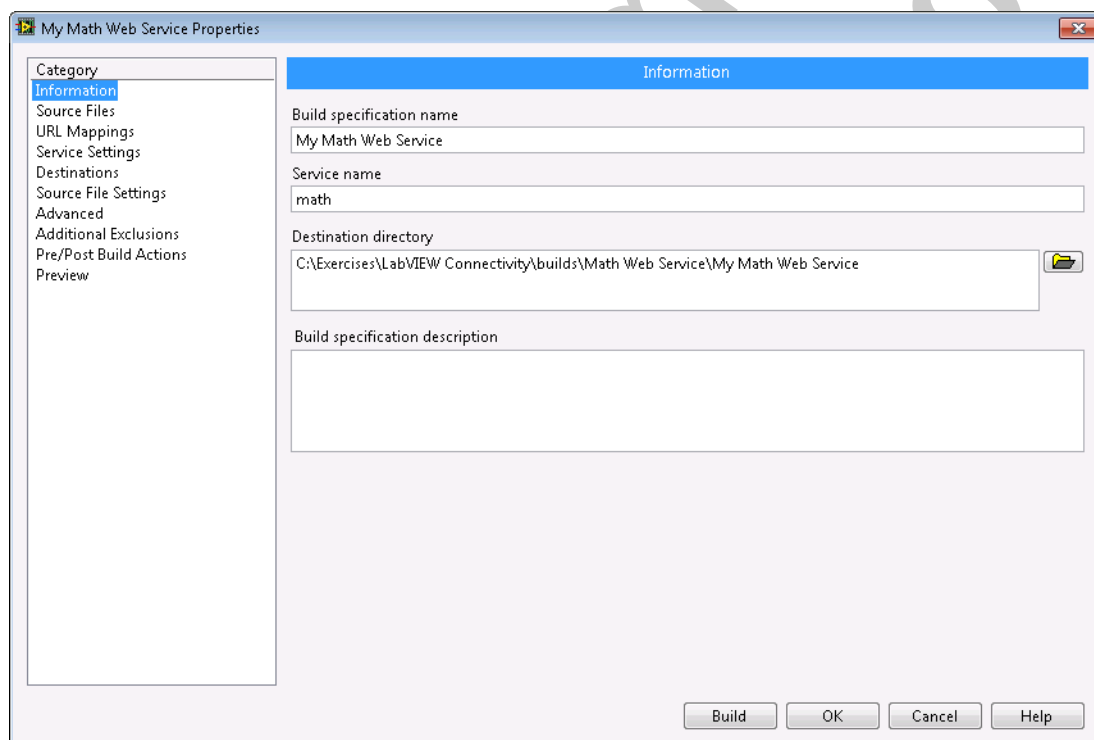 My Math Web Service Properties
Category
Information
Source Files
URL Mappings
Service Settings
Destinations
Source File Settings
Advanced
Additional Exclusions
Pre/Post Build Actions
Preview
Information
Build specification name
My Math Web Service
Service name
math
Destination directory
C:\Exercises\LabVIEW Connectivity\builds\Math Web Service\My Math Web Service
Build specification description
Build
OK
Cancel
Help